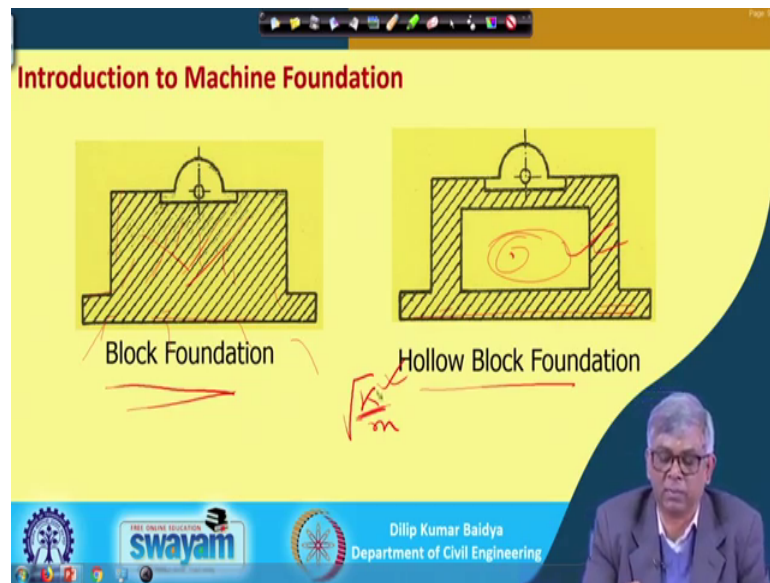 Page
Introduction to Machine Foundation
Block Foundation
Hollow Block Foundation
√K/m
FREE ONLINE EDUCATION
swayam
Dilip Kumar Baidya
Department of Civil Engineering